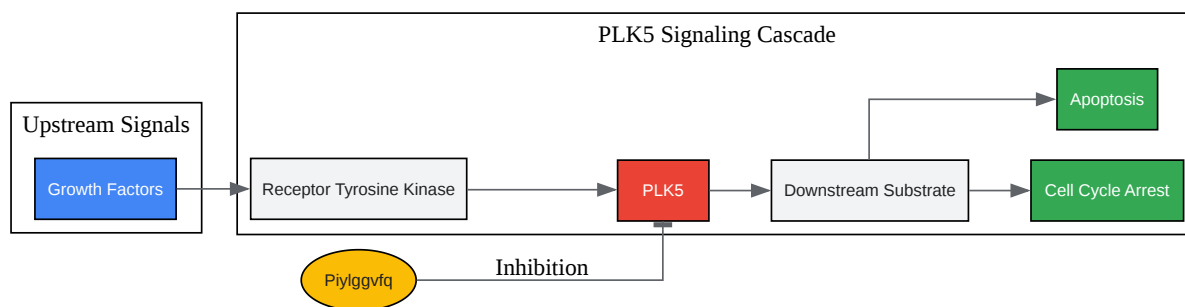 PLK5 Signaling Cascade
Upstream Signals
Growth Factors
Receptor Tyrosine Kinase
PLK5
Downstream Substrate
Apoptosis
Cell Cycle Arrest
Piylggvfq
Inhibition